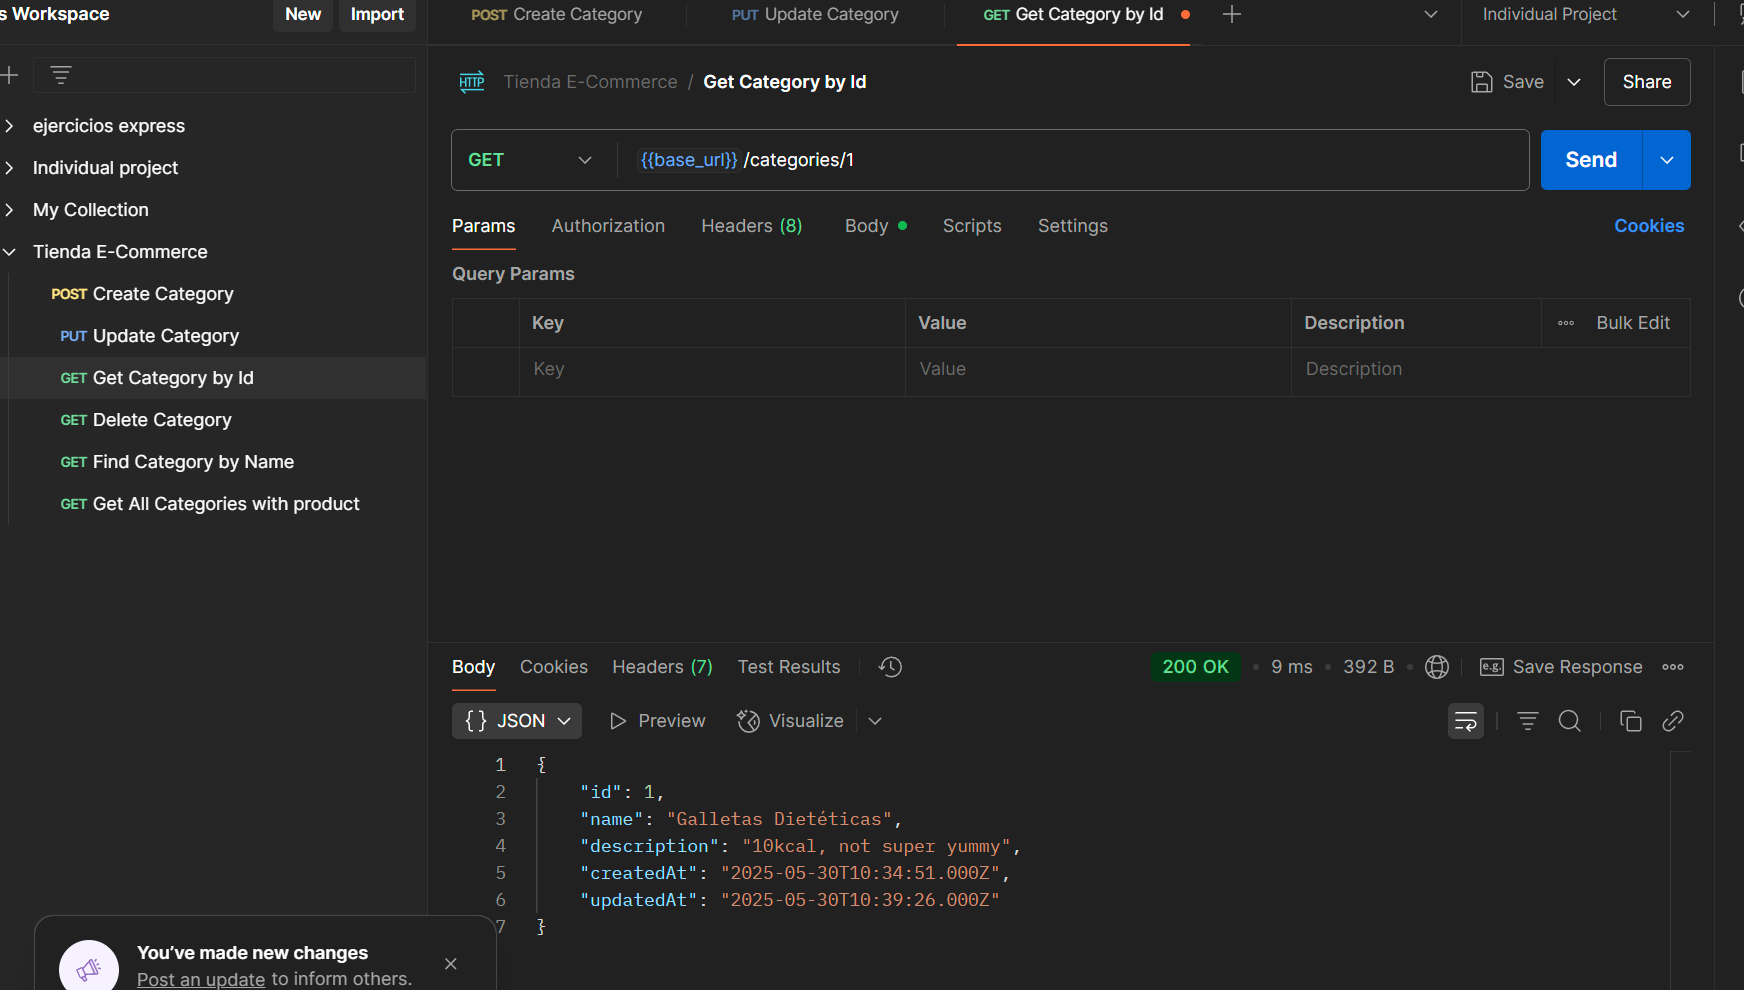 s Workspace
New
Import
POST Create Category
PUT Update Category
GET Get Category by Id
Individual Project
ejercicios express
Individual project
My Collection
Tienda E-Commerce
POST Create Category
PUT Update Category
GET Get Category by Id
GET Delete Category
GET Find Category by Name
GET Get All Categories with product
HTTP Tienda E-Commerce / Get Category by Id
Save
Share
GET {{base_url}} /categories/1
Send
Params Authorization Headers (8) Body Scripts Settings Cookies
Query Params
Key Value Description Bulk Edit
Key Value Description
Body Cookies Headers (7) Test Results 200 OK 9 ms 392 B e.g. Save Response
{} JSON Preview Visualize
1 {
2 "id": 1,
3 "name": "Galletas Dietéticas",
4 "description": "10kcal, not super yummy",
5 "createdAt": "2025-05-30T10:34:51.000Z",
6 "updatedAt": "2025-05-30T10:39:26.000Z"
7 }
You've made new changes
Post an update to inform others.